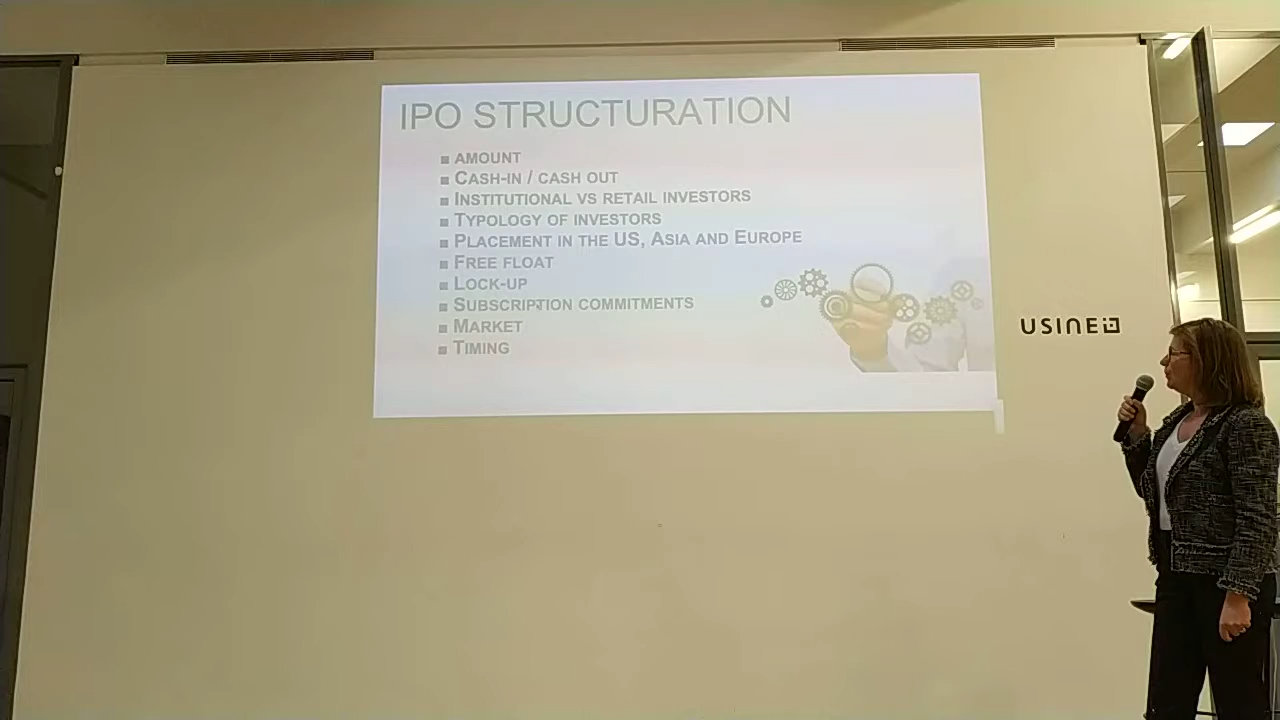 IPO STRUCTURATION
AMOUNT
CASH-IN / CASH OUT
INSTITUTIONAL VS RETAIL INVESTORS
TYPOLOGY OF INVESTORS
PLACEMENT IN THE US, ASIA AND EUROPE
FREE FLOAT
LOCK-UP
SUBSCRIPTION COMMITMENTS
MARKET
TIMING
USINE IO